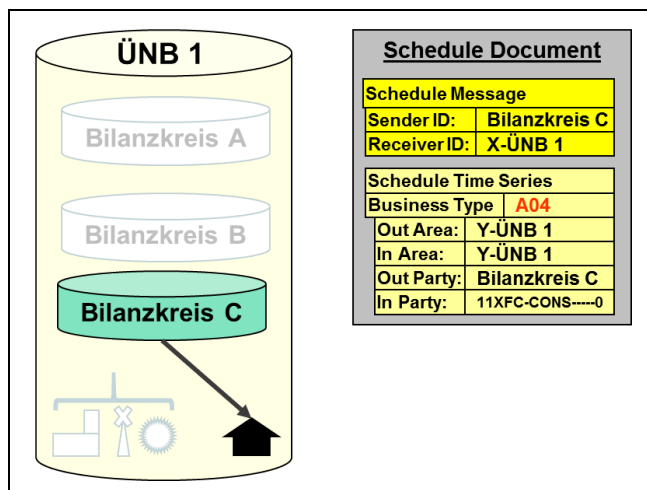 ÜNB 1
Bilanzkreis A
Bilanzkreis B
Bilanzkreis C
Schedule Document
Schedule Message
Sender ID: Bilanzkreis C
Receiver ID: X-ÜNB 1
Schedule Time Series
Business Type A04
Out Area: Y-ÜNB 1
In Area: Y-ÜNB 1
Out Party: Bilanzkreis C
In Party: 11XFC-CONS-----0